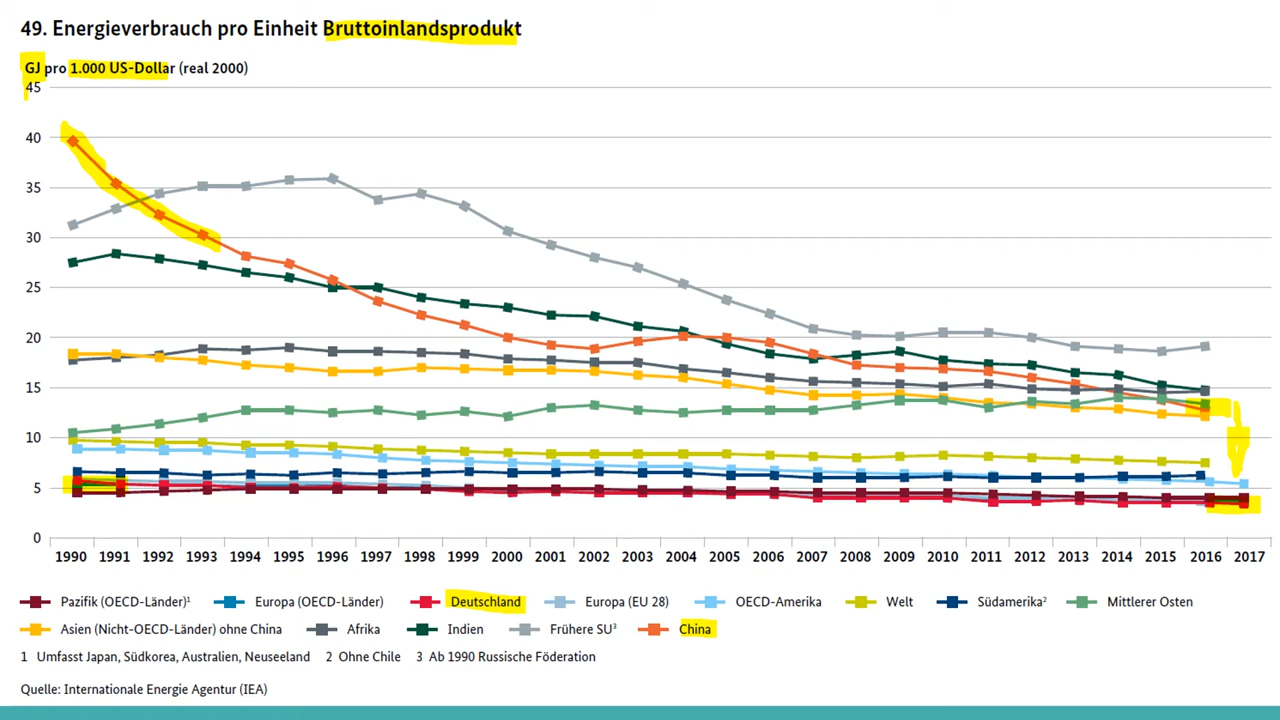 49. Energieverbrauch pro Einheit Bruttoinlandsprodukt
GJ pro 1.000 US-Dollar (real 2000)
45
40
35
30
25
20
15
10
5
0
1990 1991 1992 1993 1994 1995 1996 1997 1998 1999 2000 2001 2002 2003 2004 2005 2006 2007 2008 2009 2010 2011 2012 2013 2014 2015 2016 2017
Pazifik (OECD-Länder)¹ Europa (OECD-Länder) Deutschland Europa (EU 28) OECD-Amerika Welt Südamerika² Mittlerer Osten
Asien (Nicht-OECD-Länder) ohne China Afrika Indien Frühere SU³ China
1 Umfasst Japan, Südkorea, Australien, Neuseeland 2 Ohne Chile 3 Ab 1990 Russische Föderation
Quelle: Internationale Energie Agentur (IEA)